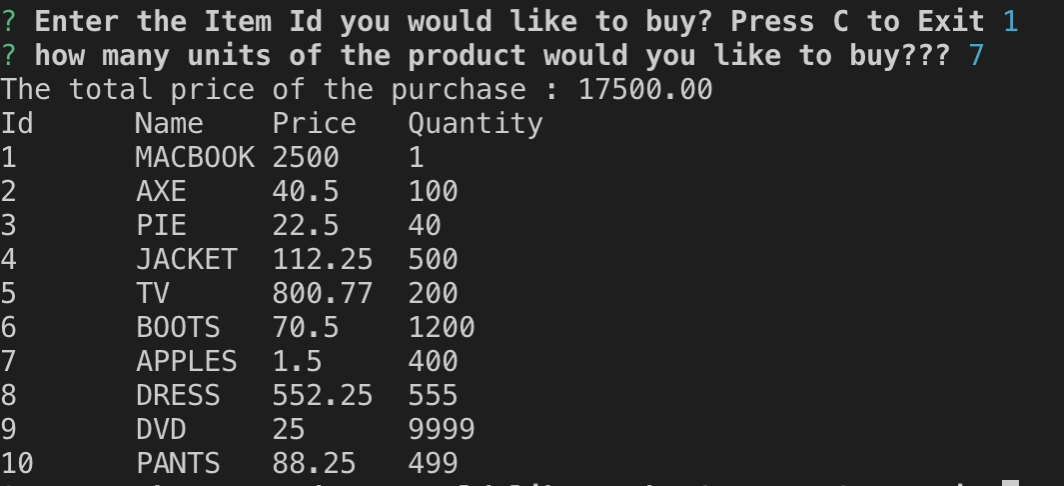 ? Enter the Item Id you would like to buy? Press C to Exit 1
? how many units of the product would you like to buy??? 7
The total price of the purchase : 17500.00
Id Name Price Quantity
1 MACBOOK 2500 1
2 AXE 40.5 100
3 PIE 22.5 40
4 JACKET 112.25 500
5 TV 800.77 200
6 BOOTS 70.5 1200
7 APPLES 1.5 400
8 DRESS 552.25 555
9 DVD 25 9999
10 PANTS 88.25 499